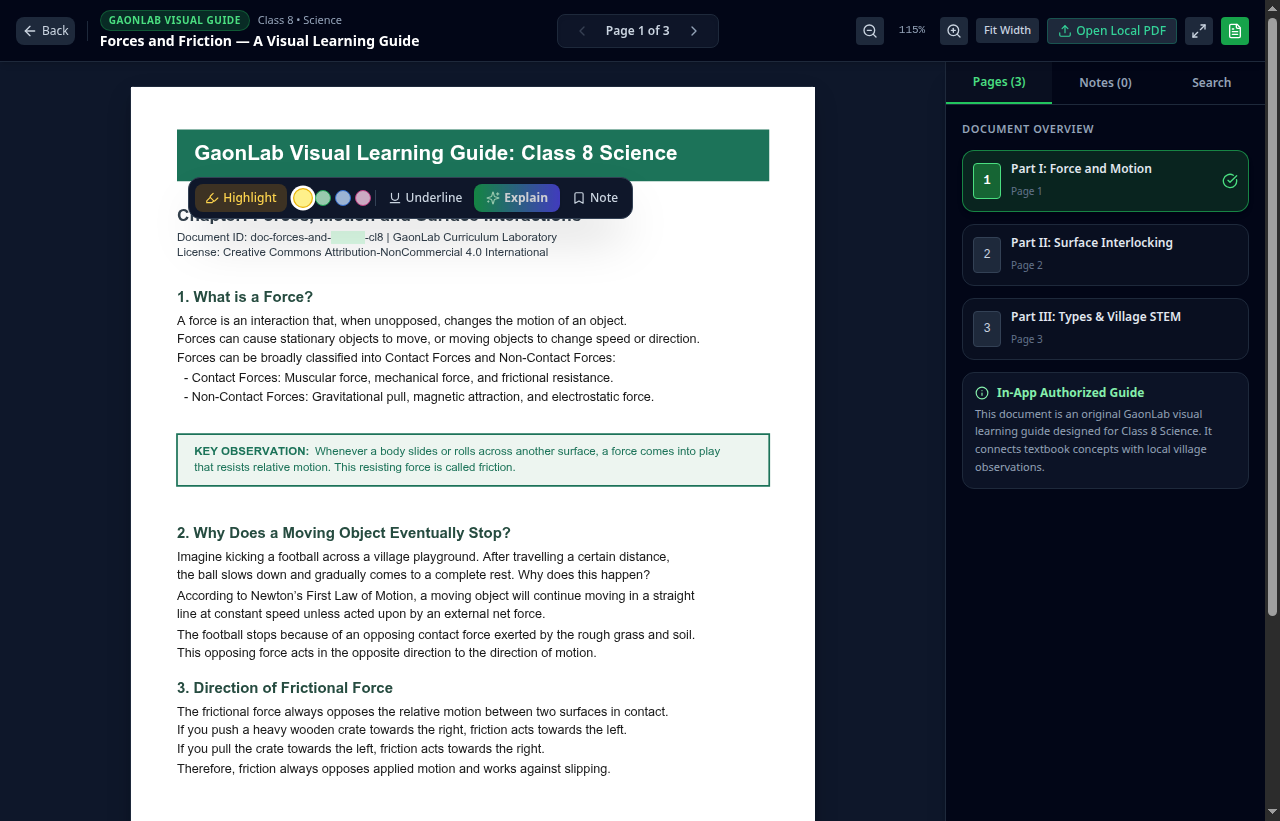 Back
GAONLAB VISUAL GUIDE Class 8 • Science
Forces and Friction — A Visual Learning Guide
Page 1 of 3
115%
Fit Width
Open Local PDF
Pages (3)
Notes (0)
Search
GaonLab Visual Learning Guide: Class 8 Science
Highlight
Underline
Explain
Note
Document ID: doc-forces-and- -cl8 | GaonLab Curriculum Laboratory
License: Creative Commons Attribution-NonCommercial 4.0 International
1. What is a Force?
A force is an interaction that, when unopposed, changes the motion of an object.
Forces can cause stationary objects to move, or moving objects to change speed or direction.
Forces can be broadly classified into Contact Forces and Non-Contact Forces:
- Contact Forces: Muscular force, mechanical force, and frictional resistance.
- Non-Contact Forces: Gravitational pull, magnetic attraction, and electrostatic force.
KEY OBSERVATION: Whenever a body slides or rolls across another surface, a force comes into play
that resists relative motion. This resisting force is called friction.
2. Why Does a Moving Object Eventually Stop?
Imagine kicking a football across a village playground. After travelling a certain distance,
the ball slows down and gradually comes to a complete rest. Why does this happen?
According to Newton's First Law of Motion, a moving object will continue moving in a straight
line at constant speed unless acted upon by an external net force.
The football stops because of an opposing contact force exerted by the rough grass and soil.
This opposing force acts in the opposite direction to the direction of motion.
3. Direction of Frictional Force
The frictional force always opposes the relative motion between two surfaces in contact.
If you push a heavy wooden crate towards the right, friction acts towards the left.
If you pull the crate towards the left, friction acts towards the right.
Therefore, friction always opposes applied motion and works against slipping.
DOCUMENT OVERVIEW
1
Part I: Force and Motion
Page 1
2
Part II: Surface Interlocking
Page 2
3
Part III: Types & Village STEM
Page 3
In-App Authorized Guide
This document is an original GaonLab visual
learning guide designed for Class 8 Science. It
connects textbook concepts with local village
observations.